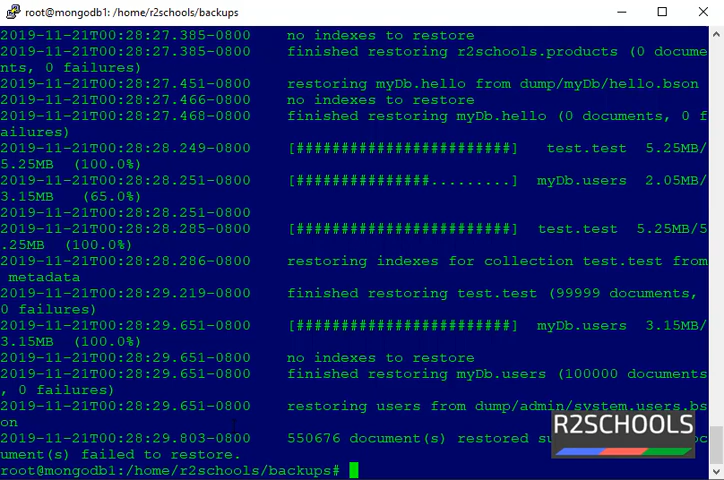 root@mongodb1: /home/r2schools/backups
2019-11-21T00:28:27.385-0800 no indexes to restore
2019-11-21T00:28:27.385-0800 finished restoring r2schools.products (0 docume
nts, 0 failures)
2019-11-21T00:28:27.451-0800 restoring myDb.hello from dump/myDb/hello.bson
2019-11-21T00:28:27.466-0800 no indexes to restore
2019-11-21T00:28:27.468-0800 finished restoring myDb.hello (0 documents, 0 f
ailures)
2019-11-21T00:28:28.249-0800 [########################] test.test 5.25MB/
5.25MB (100.0%)
2019-11-21T00:28:28.251-0800 [###############.........] myDb.users 2.05MB/
3.15MB (65.0%)
2019-11-21T00:28:28.251-0800
2019-11-21T00:28:28.285-0800 [########################] test.test 5.25MB/5
.25MB (100.0%)
2019-11-21T00:28:28.286-0800 restoring indexes for collection test.test from
metadata
2019-11-21T00:28:29.219-0800 finished restoring test.test (99999 documents,
0 failures)
2019-11-21T00:28:29.651-0800 [########################] myDb.users 3.15MB/
3.15MB (100.0%)
2019-11-21T00:28:29.651-0800 no indexes to restore
2019-11-21T00:28:29.651-0800 finished restoring myDb.users (100000 documents
, 0 failures)
2019-11-21T00:28:29.651-0800 restoring users from dump/admin/system.users.bs
on
2019-11-21T00:28:29.803-0800 550676 document(s) restored
ument(s) failed to restore.
root@mongodb1:/home/r2schools/backups#
R2SCHOOLS